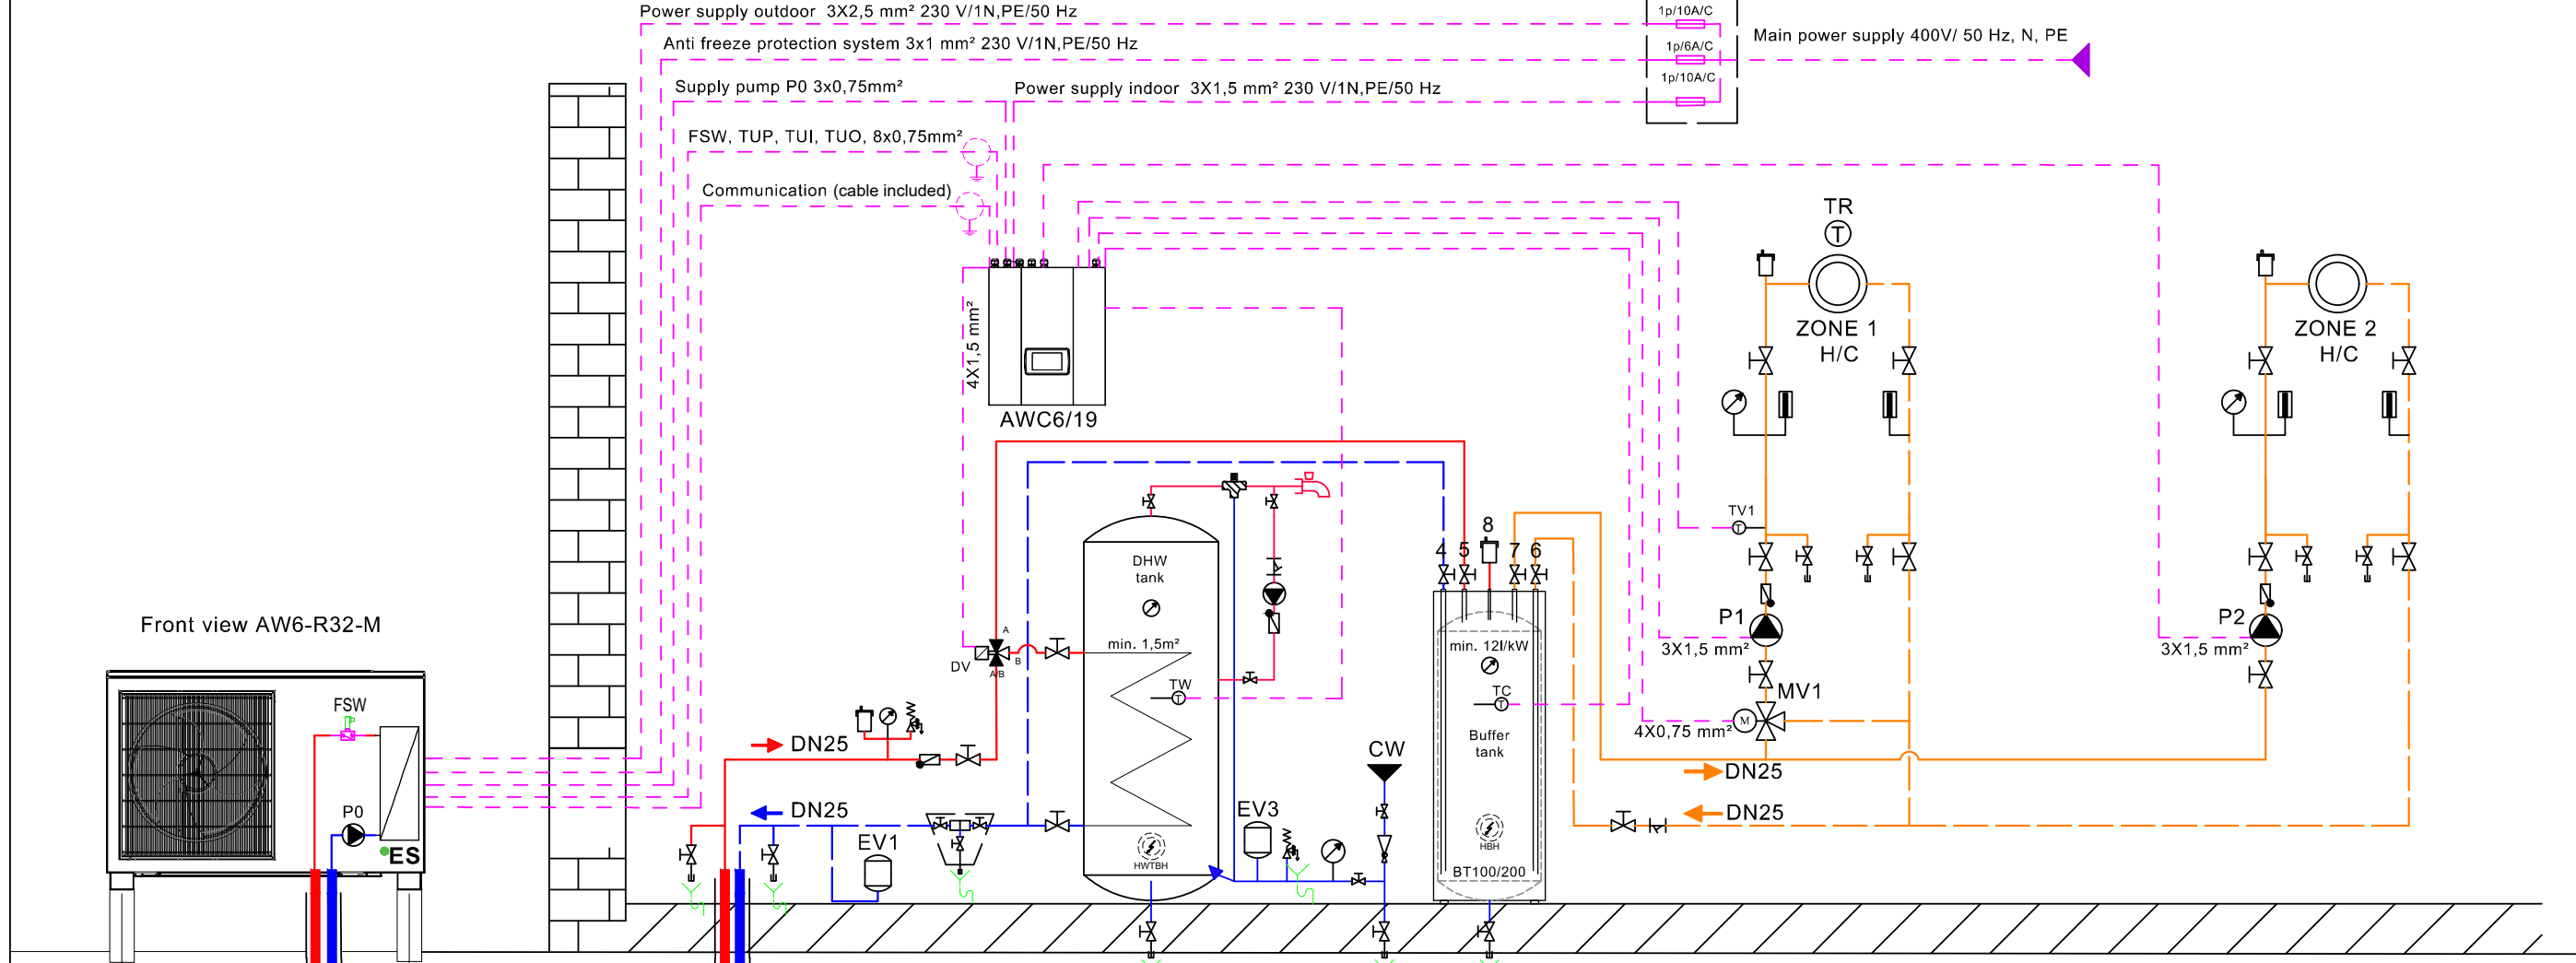 Power supply outdoor 3X2,5 mm² 230 V/1N,PE/50 Hz
1p/10A/C
Anti freeze protection system 3x1 mm² 230 V/1N,PE/50 Hz
1p/6A/C
Main power supply 400V/ 50 Hz, N, PE
Supply pump P0 3x0,75mm²
Power supply indoor 3X1,5 mm² 230 V/1N,PE/50 Hz
1p/10A/C
FSW, TUP, TUI, TUO, 8x0,75mm²
Communication (cable included)
TR
T
4X1,5 mm²
ZONE 1
H/C
ZONE 2
H/C
AWC6/19
TV1
T
8
4 5 7 6
DHW
tank
Front view AW6-R32-M
P1
P2
3X1,5 mm²
3X1,5 mm²
A
B
A/B
DV
min. 1,5m²
min. 12l/kW
TW
T
TC
T
MV1
M
4X0,75 mm²
FSW
DN25
Buffer
tank
CW
DN25
P0
DN25
DN25
EV3
ES
EV1
HWTBH
HBH
BT100/200